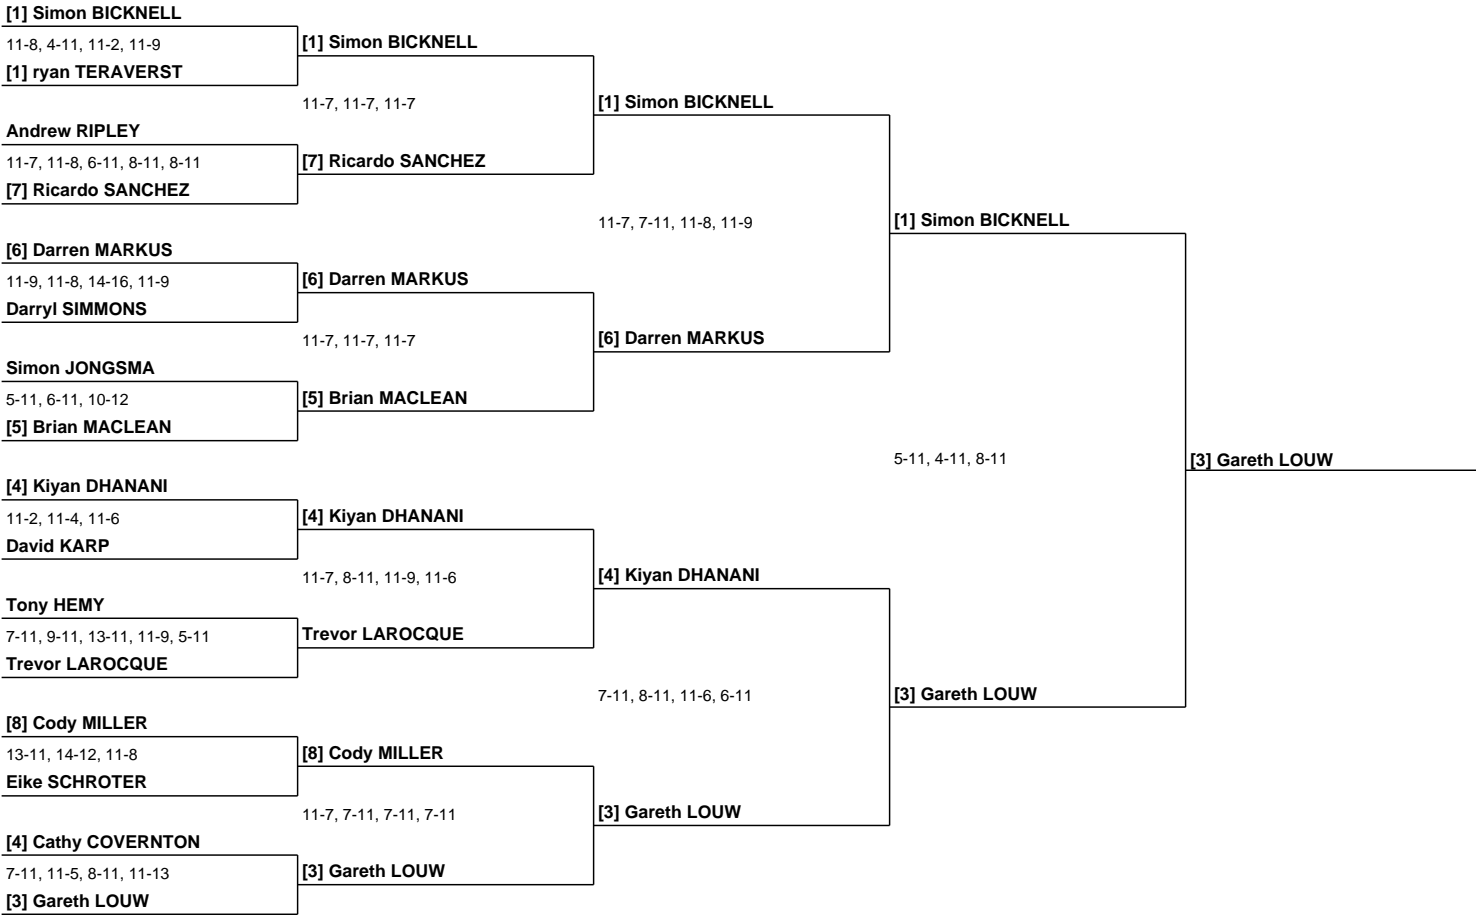 [1] Simon BICKNELL
11-8, 4-11, 11-2, 11-9
[1] ryan TERAVERST
Andrew RIPLEY
11-7, 11-8, 6-11, 8-11, 8-11
[7] Ricardo SANCHEZ
[6] Darren MARKUS
11-9, 11-8, 14-16, 11-9
Darryl SIMMONS
Simon JONGSMA
5-11, 6-11, 10-12
[5] Brian MACLEAN
[4] Kiyan DHANANI
11-2, 11-4, 11-6
David KARP
Tony HEMY
7-11, 9-11, 13-11, 11-9, 5-11
Trevor LAROCQUE
[8] Cody MILLER
13-11, 14-12, 11-8
Eike SCHROTER
[4] Cathy COVERNTON
7-11, 11-5, 8-11, 11-13
[3] Gareth LOUW
[1] Simon BICKNELL
11-7, 11-7, 11-7
[7] Ricardo SANCHEZ
[6] Darren MARKUS
11-7, 11-7, 11-7
[5] Brian MACLEAN
[4] Kiyan DHANANI
11-7, 8-11, 11-9, 11-6
Trevor LAROCQUE
[8] Cody MILLER
11-7, 7-11, 7-11, 7-11
[3] Gareth LOUW
[1] Simon BICKNELL
11-7, 7-11, 11-8, 11-9
[6] Darren MARKUS
[4] Kiyan DHANANI
7-11, 8-11, 11-6, 6-11
[3] Gareth LOUW
[1] Simon BICKNELL
5-11, 4-11, 8-11
[3] Gareth LOUW
[3] Gareth LOUW